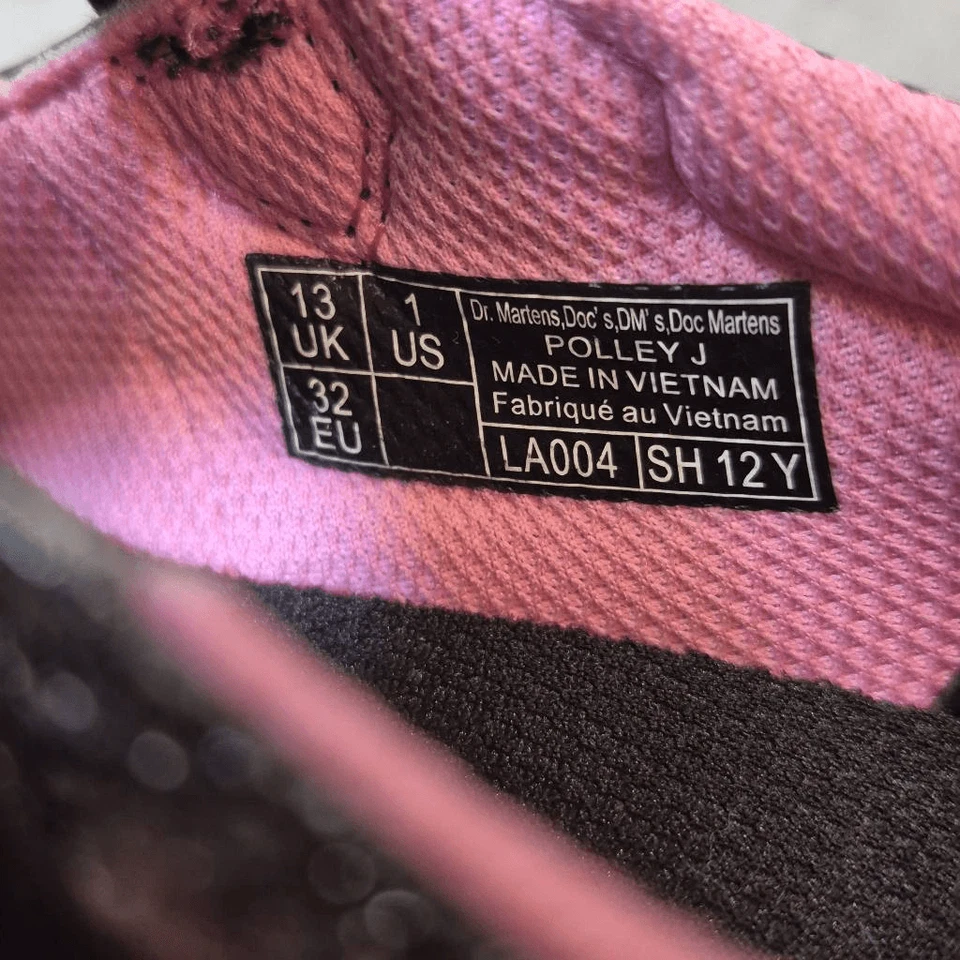 13
UK
1
US
32
EU
Dr. Martens,Doc' s,DM' s,Doc Martens
POLLEY J
MADE IN VIETNAM
Fabriqué au Vietnam
LA004
SH 12 Y